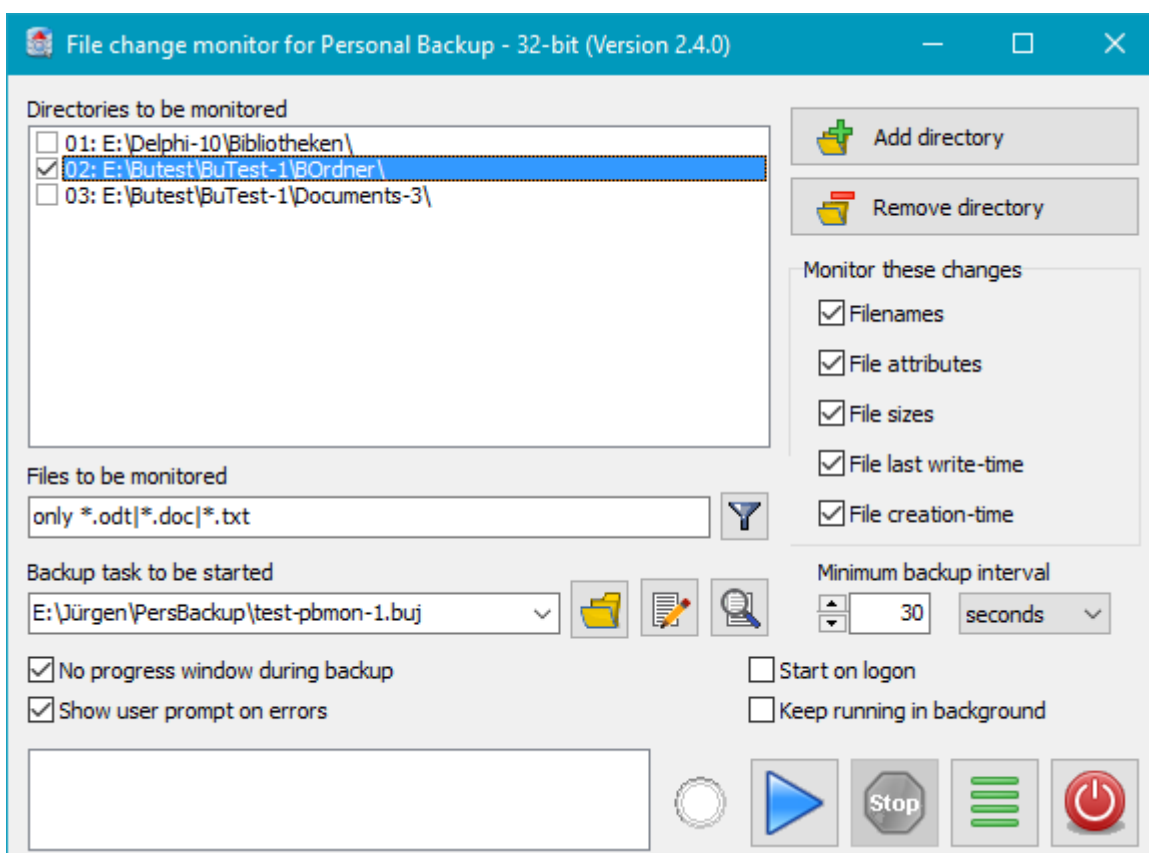 File change monitor for Personal Backup - 32-bit (Version 2.4.0)
Directories to be monitored
01: E:\Delphi-10\Bibliotheken\
02: E:\Butest\BuTest-1\BOrdner\
03: E:\Butest\BuTest-1\Documents-3\
Add directory
Remove directory
Monitor these changes
Filenames
File attributes
File sizes
File last write-time
File creation-time
Files to be monitored
only *.odt|*.doc|*.txt
Backup task to be started
E:\Jürgen\PersBackup\test-pbmon-1.buj
Minimum backup interval
30 seconds
No progress window during backup
Show user prompt on errors
Start on logon
Keep running in background
Stop